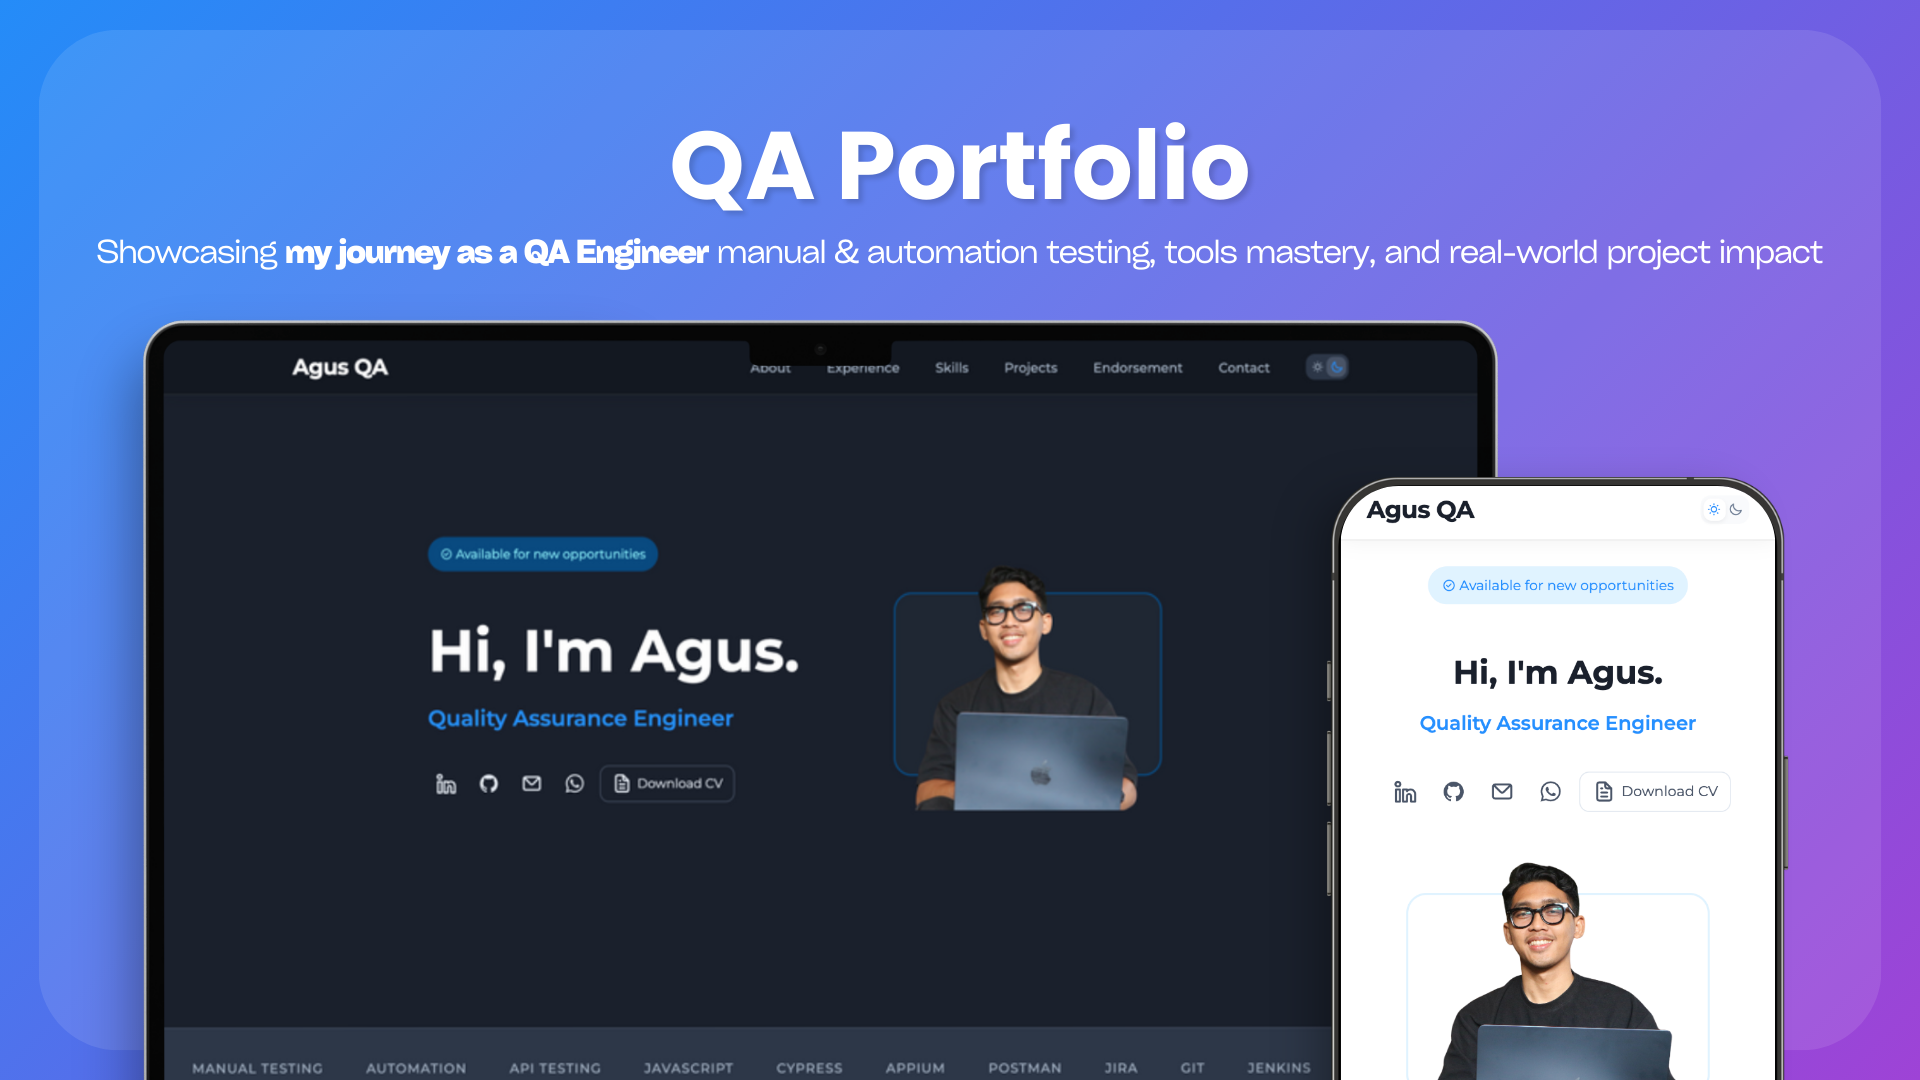 QA Portfolio
Showcasing my journey as a QA Engineer manual & automation testing, tools mastery, and real-world project impact
Agus QA
About Experience Skills Projects Endorsement Contact
Available for new opportunities
Hi, I'm Agus.
Quality Assurance Engineer
Download CV
MANUAL TESTING AUTOMATION API TESTING JAVASCRIPT CYPRESS APPIUM POSTMAN JIRA GIT JENKINS
Agus QA
Available for new opportunities
Hi, I'm Agus.
Quality Assurance Engineer
Download CV